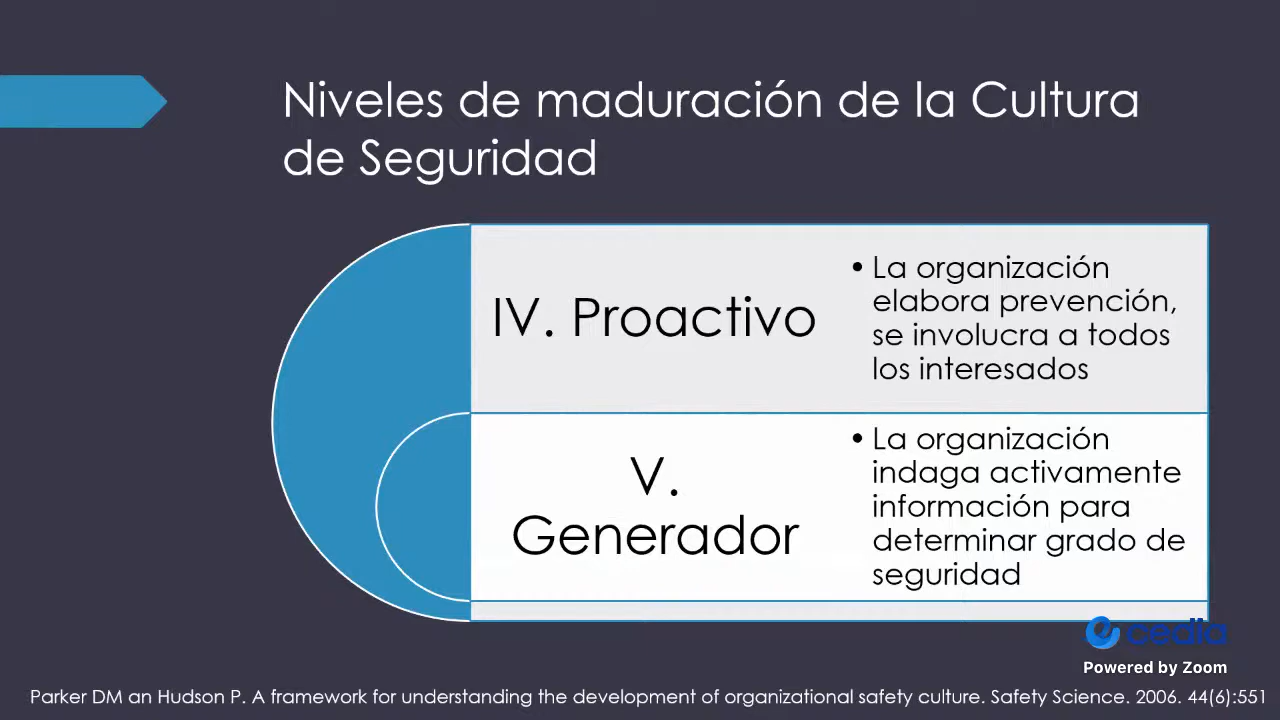 Niveles de maduración de la Cultura
de Seguridad
IV. Proactivo
• La organización
elabora prevención,
se involucra a todos
los interesados
V.
Generador
• La organización
indaga activamente
información para
determinar grado de
seguridad
cedia
Powered by Zoom
Parker DM an Hudson P. A framework for understanding the development of organizational safety culture. Safety Science. 2006. 44(6):551